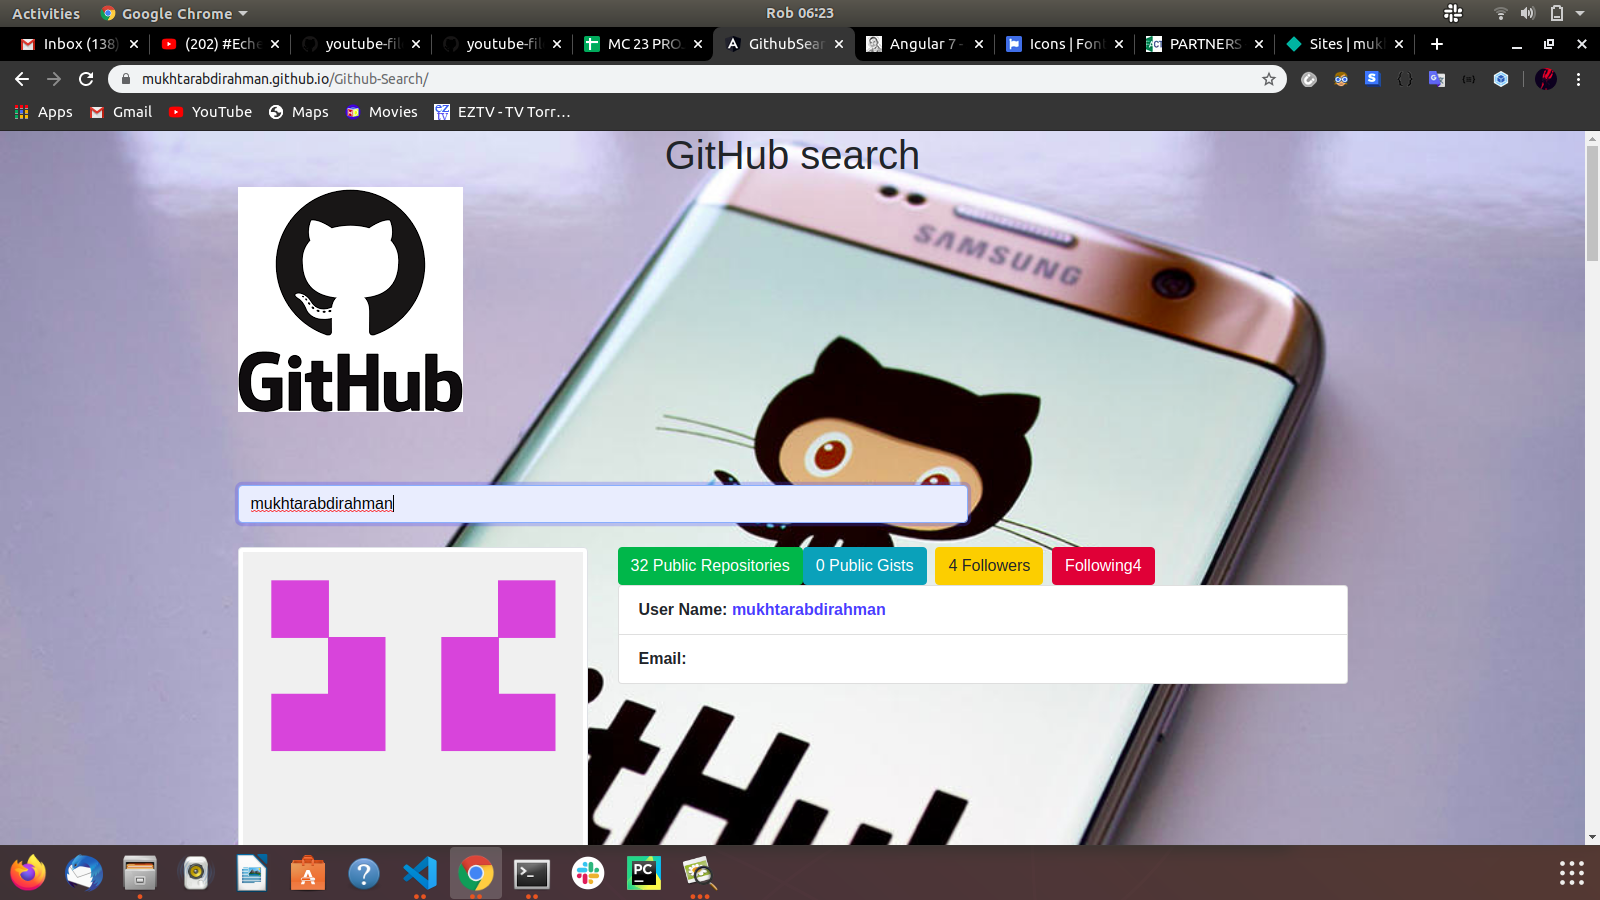 Activities
Google Chrome
Rob 06:23
Inbox (138)
(202) #Eche
youtube-fil
youtube-fil
MC 23 PRO.
GithubSear
Angular 7 -
Icons | Font
PARTNERS
Sites | muk
mukhtarabdirahman.github.io/Github-Search/
Apps
Gmail
YouTube
Maps
Movies
EZTV - TV Torr…
GitHub search
SAMSUNG
GitHub
mukhtarabdirahman
32 Public Repositories
0 Public Gists
4 Followers
Following4
User Name: mukhtarabdirahman
Email:
itHub
PC